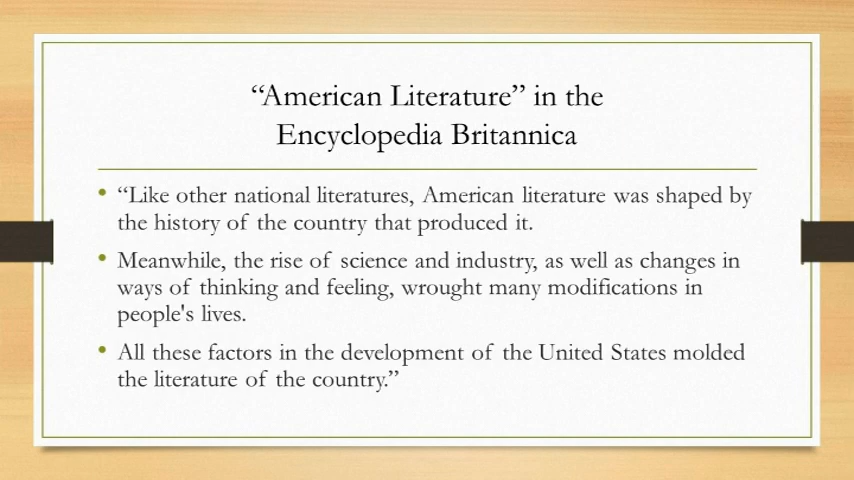 “American Literature” in the
Encyclopedia Britannica
• “Like other national literatures, American literature was shaped by
the history of the country that produced it.
• Meanwhile, the rise of science and industry, as well as changes in
ways of thinking and feeling, wrought many modifications in
people's lives.
• All these factors in the development of the United States molded
the literature of the country.”